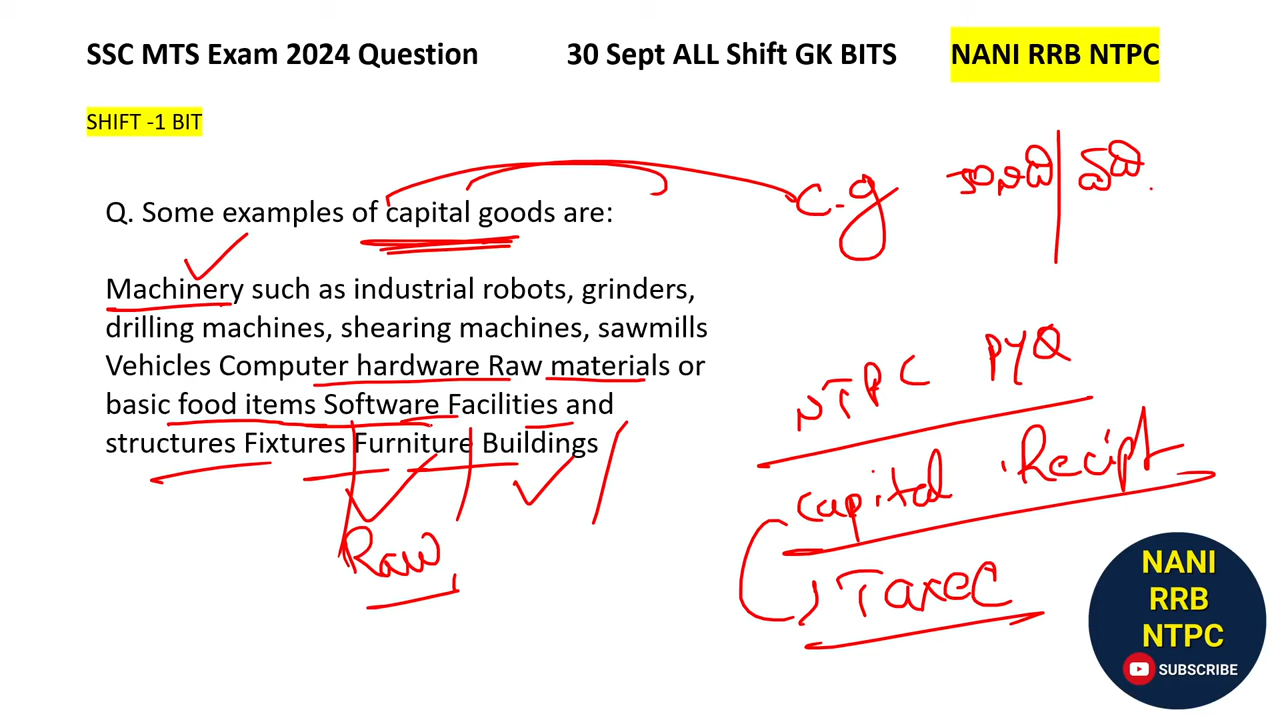 SSC MTS Exam 2024 Question 30 Sept ALL Shift GK BITS NANI RRB NTPC
SHIFT -1 BIT
Q. Some examples of capital goods are:
C.g
Machinery such as industrial robots, grinders,
drilling machines, shearing machines, sawmills
Vehicles Computer hardware Raw materials or
basic food items Software Facilities and
structures Fixtures Furniture Buildings
Raw
NTPC PYQ
capital Recipt
NANI
RRB
NTPC
SUBSCRIBE